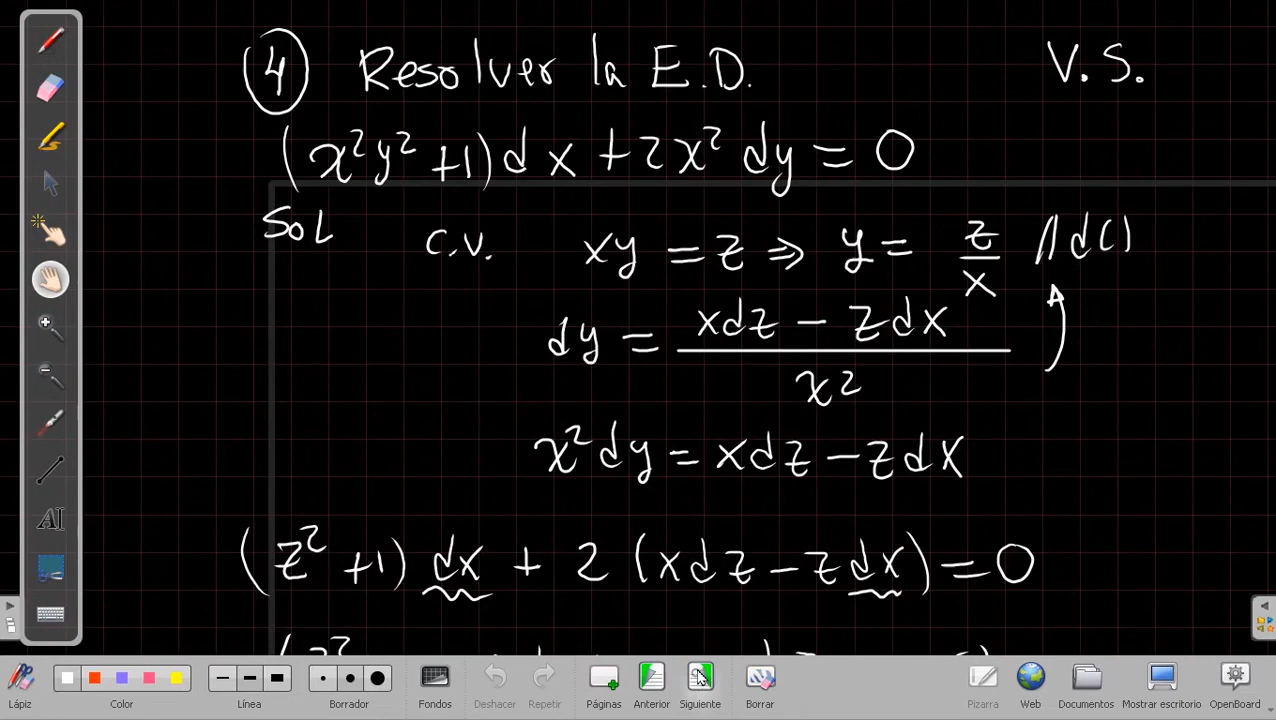 ④ Resolver la E.D. V.S.
(x²y² + 1) dx + 2x² dy = 0
Sol C.V. xy = z ⇒ y = z/x // d( )
dy = (xdz - zdx)/x²
x² dy = xdz - zdx
(z² + 1) dx + 2 (xdz - zdx) = 0
Lápiz Color Línea Borrador Fondos Deshacer Repetir Páginas Anterior Siguiente Borrar Pizarra Web Documentos Mostrar escritorio OpenBoard